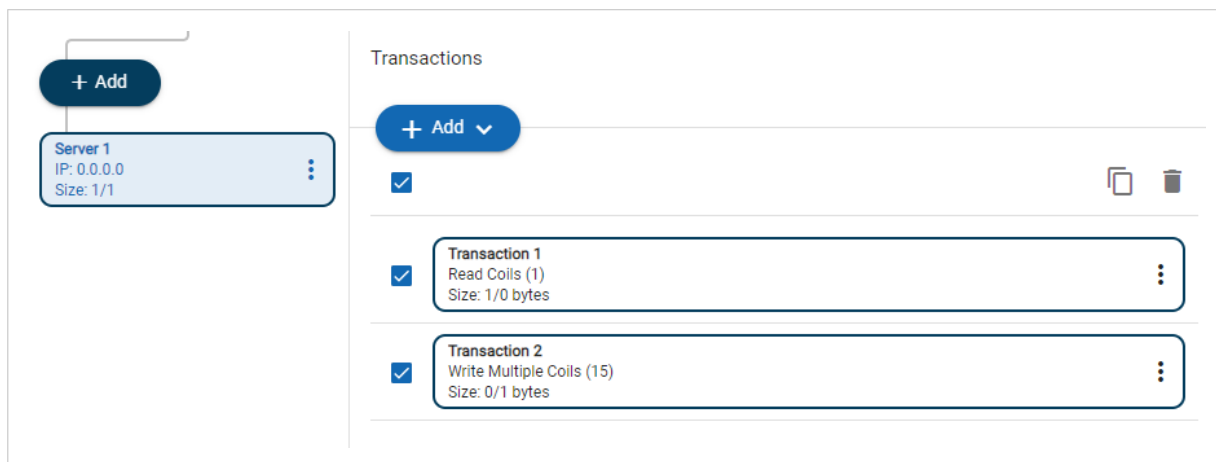 + Add
Server 1
IP: 0.0.0.0
Size: 1/1
Transactions
+ Add
Transaction 1
Read Coils (1)
Size: 1/0 bytes
Transaction 2
Write Multiple Coils (15)
Size: 0/1 bytes